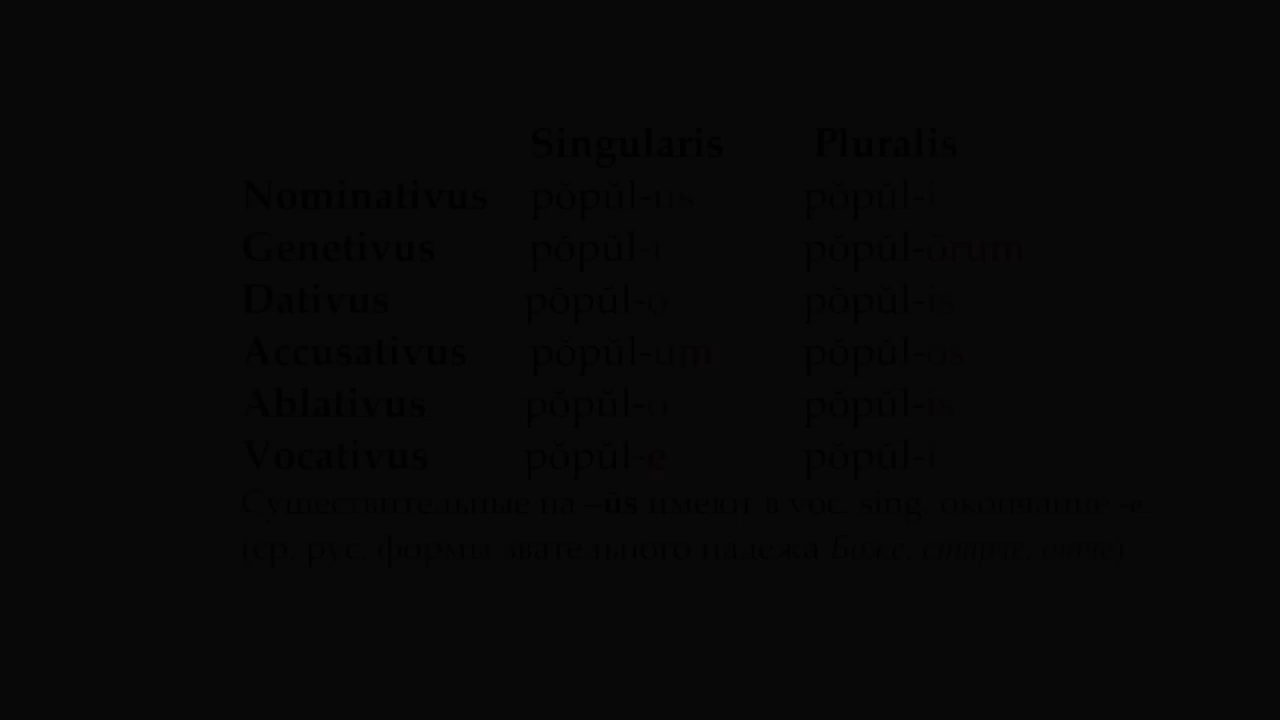 Singularis Pluralis
Nominativus pŏpŭl-us pŏpŭl-i
Genetivus pŏpŭl-i pŏpŭl-ōrum
Dativus pŏpŭl-o pŏpŭl-is
Accusativus pŏpŭl-um pŏpŭl-os
Ablativus pŏpŭl-o pŏpŭl-is
Vocativus pŏpŭl-e pŏpŭl-i
Существительные на –ŭs имеют в voc. sing. окончание -e
(ср. рус. формы звательного падежа Боже, старче, отче)